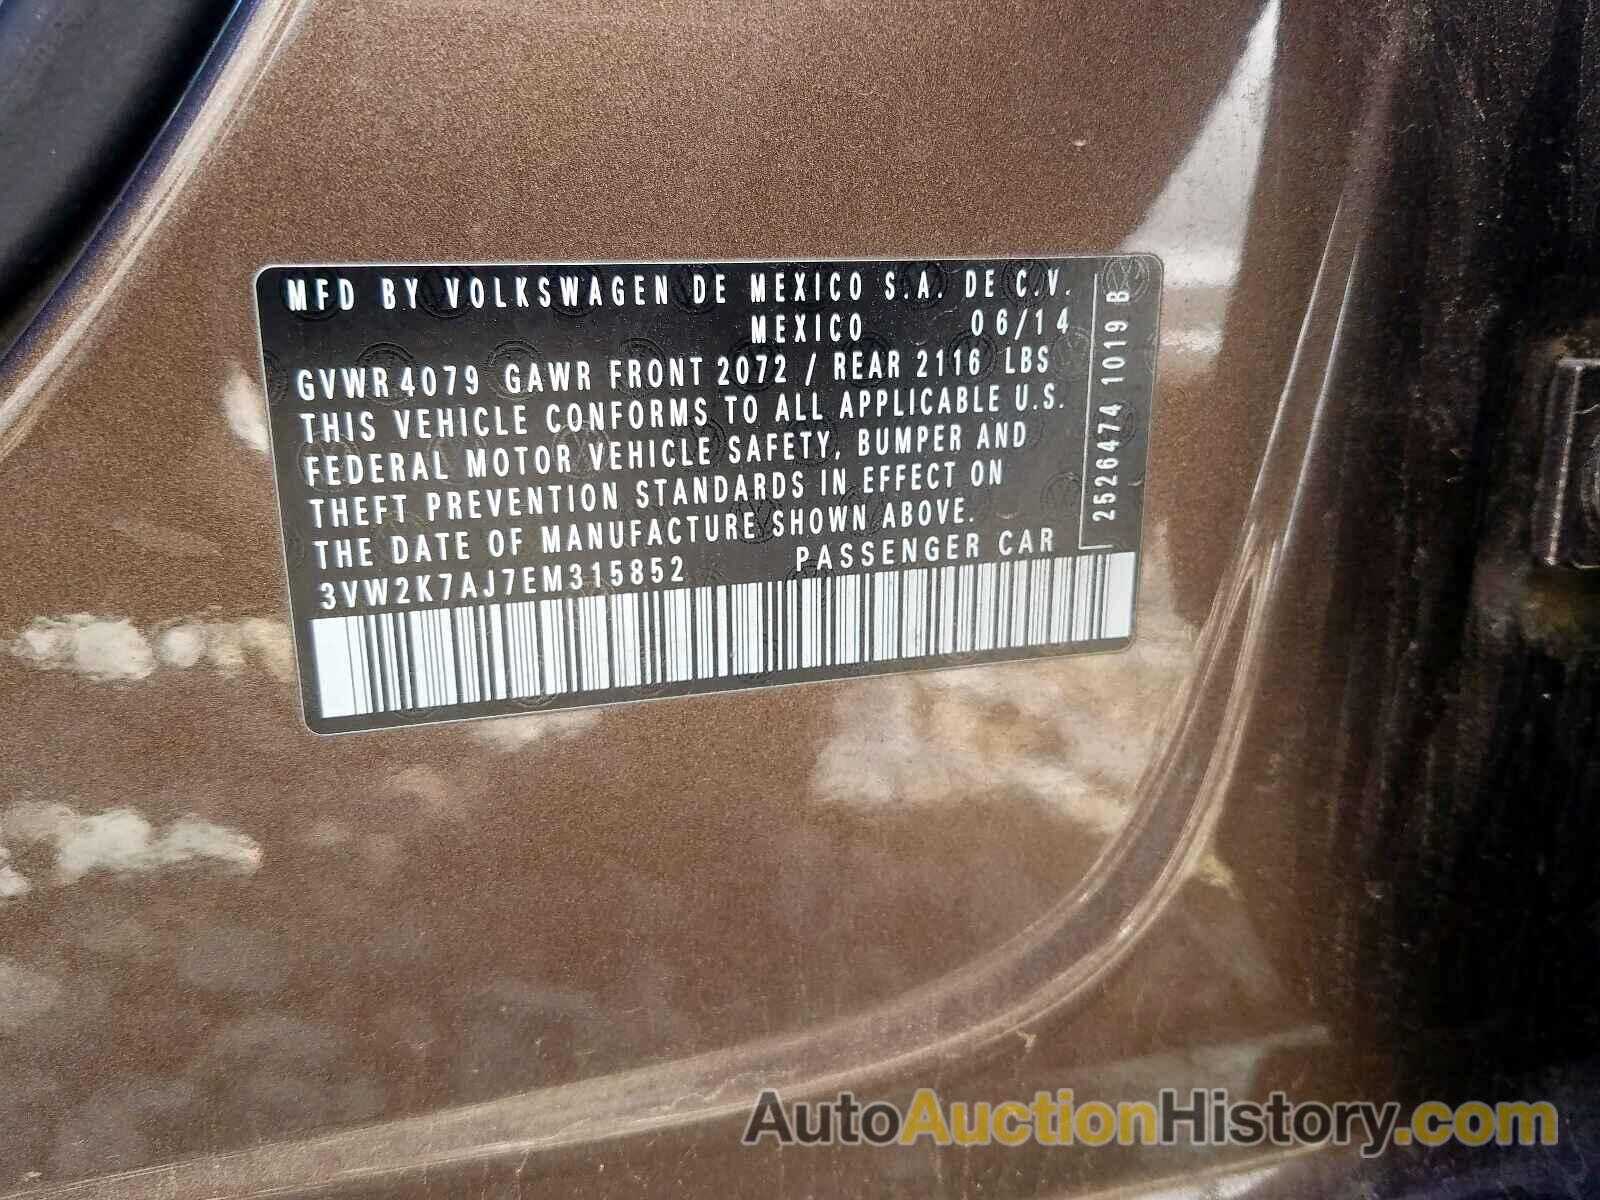 MFD BY VOLKSWAGEN DE MEXICO S.A. DE C.V.
MEXICO 06/14
GVWR 4079 GAWR FRONT 2072 / REAR 2116 LBS
THIS VEHICLE CONFORMS TO ALL APPLICABLE U.S.
FEDERAL MOTOR VEHICLE SAFETY, BUMPER AND
THEFT PREVENTION STANDARDS IN EFFECT ON
THE DATE OF MANUFACTURE SHOWN ABOVE.
3VW2K7AJ7EM315852 PASSENGER CAR
2526474 1019 B
AutoAuctionHistory.com